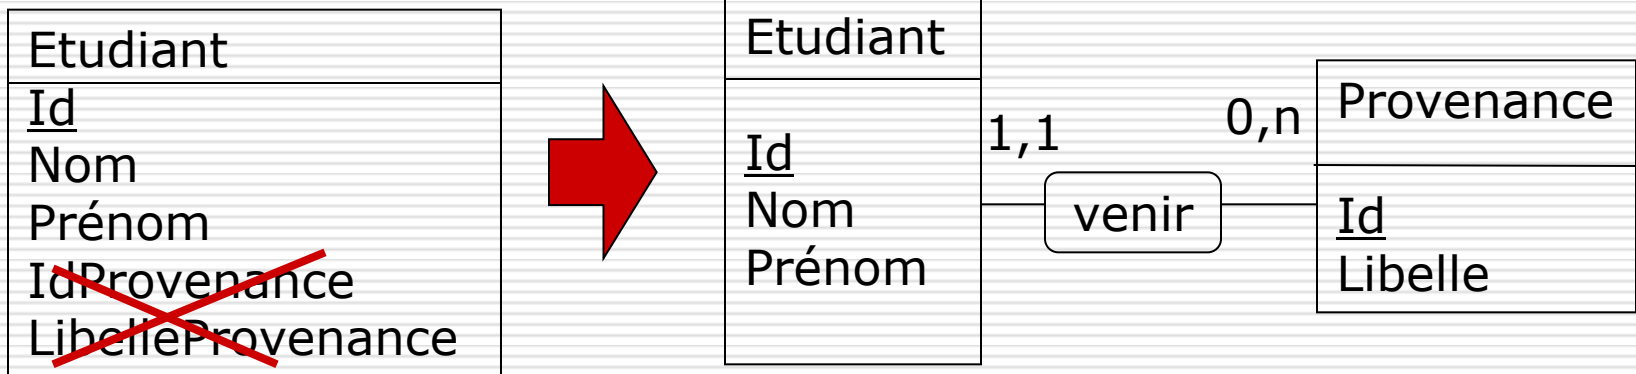 Etudiant
Id
Nom
Prénom
IdProvenance
LibelleProvenance
Etudiant
Id
Nom
Prénom
1,1
venir
0,n
Provenance
Id
Libelle